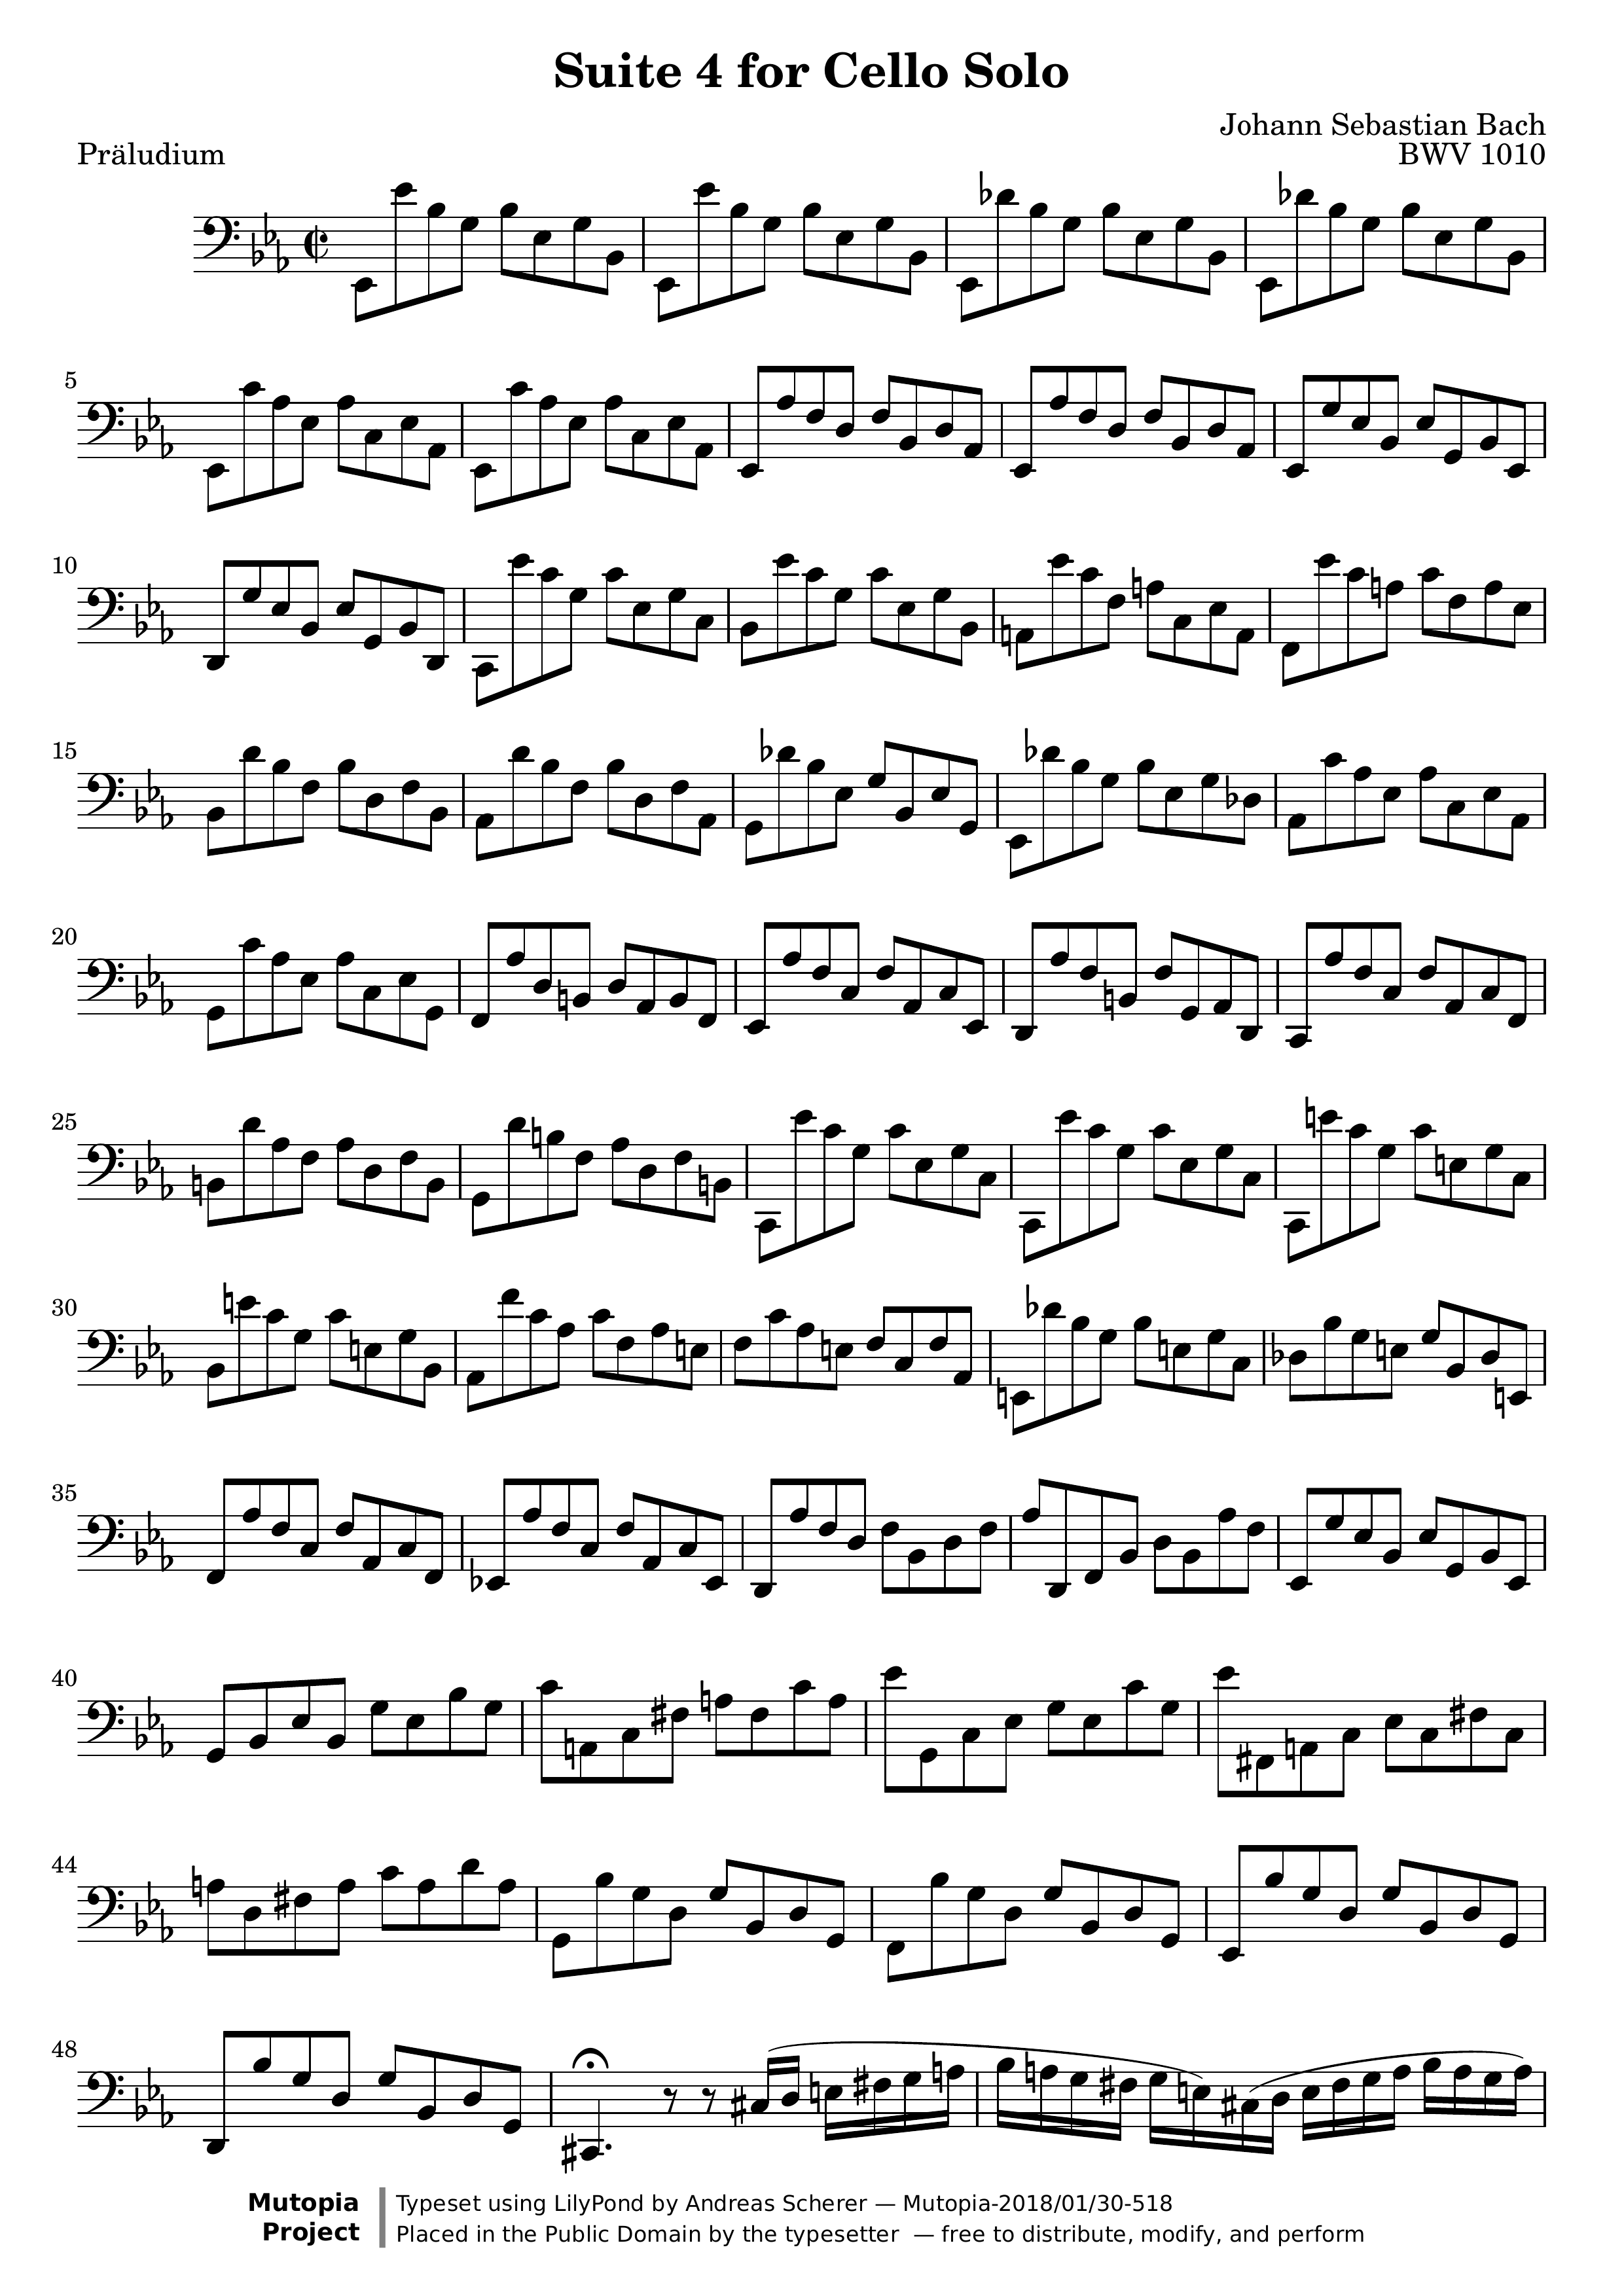 Suite 4 for Cello Solo
Johann Sebastian Bach
Präludium
BWV 1010
5
10
15
20
25
30
35
40
44
48
Mutopia Project
Typeset using LilyPond by Andreas Scherer — Mutopia-2018/01/30-518
Placed in the Public Domain by the typesetter — free to distribute, modify, and perform